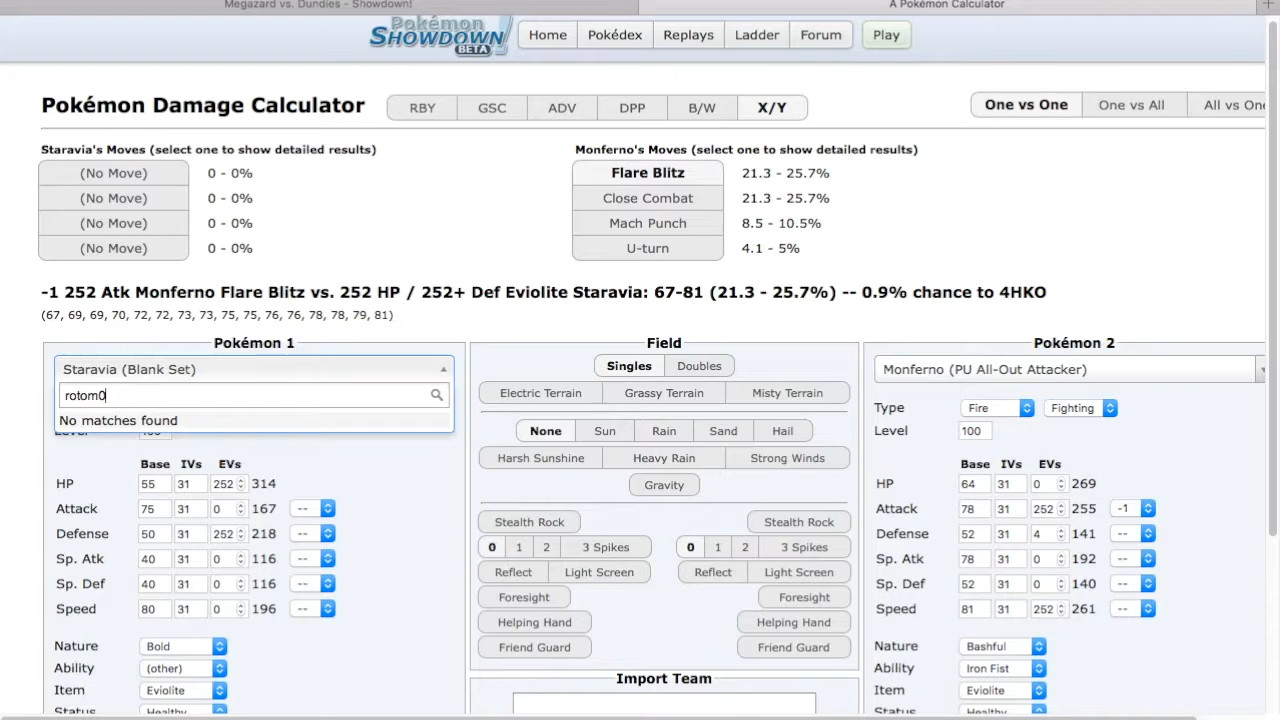 Megazard vs. Dundies - Showdown!
A Pokémon Calculator
Pokémon
Showdown!
BETA
Home Pokédex Replays Ladder Forum Play
Pokémon Damage Calculator RBY GSC ADV DPP B/W X/Y One vs One One vs All All vs One
Staravia's Moves (select one to show detailed results)
(No Move) 0 - 0%
(No Move) 0 - 0%
(No Move) 0 - 0%
(No Move) 0 - 0%
Monferno's Moves (select one to show detailed results)
Flare Blitz 21.3 - 25.7%
Close Combat 21.3 - 25.7%
Mach Punch 8.5 - 10.5%
U-turn 4.1 - 5%
-1 252 Atk Monferno Flare Blitz vs. 252 HP / 252+ Def Eviolite Staravia: 67-81 (21.3 - 25.7%) -- 0.9% chance to 4HKO
(67, 69, 69, 70, 72, 72, 73, 73, 75, 75, 76, 76, 78, 78, 79, 81)
Pokémon 1
Staravia (Blank Set)
rotom0
No matches found
Level 100
Base IVs EVs
HP 55 31 252 314
Attack 75 31 0 167 --
Defense 50 31 252 218 --
Sp. Atk 40 31 0 116 --
Sp. Def 40 31 0 116 --
Speed 80 31 0 196 --
Nature Bold
Ability (other)
Item Eviolite
Status Healthy
Field
Singles Doubles
Electric Terrain Grassy Terrain Misty Terrain
None Sun Rain Sand Hail
Harsh Sunshine Heavy Rain Strong Winds
Gravity
Stealth Rock Stealth Rock
0 1 2 3 Spikes 0 1 2 3 Spikes
Reflect Light Screen Reflect Light Screen
Foresight Foresight
Helping Hand Helping Hand
Friend Guard Friend Guard
Import Team
Pokémon 2
Monferno (PU All-Out Attacker)
Type Fire Fighting
Level 100
Base IVs EVs
HP 64 31 0 269
Attack 78 31 252 255 -1
Defense 52 31 4 141 --
Sp. Atk 78 31 0 192 --
Sp. Def 52 31 0 140 --
Speed 81 31 252 261 --
Nature Bashful
Ability Iron Fist
Item Eviolite
Status Healthy